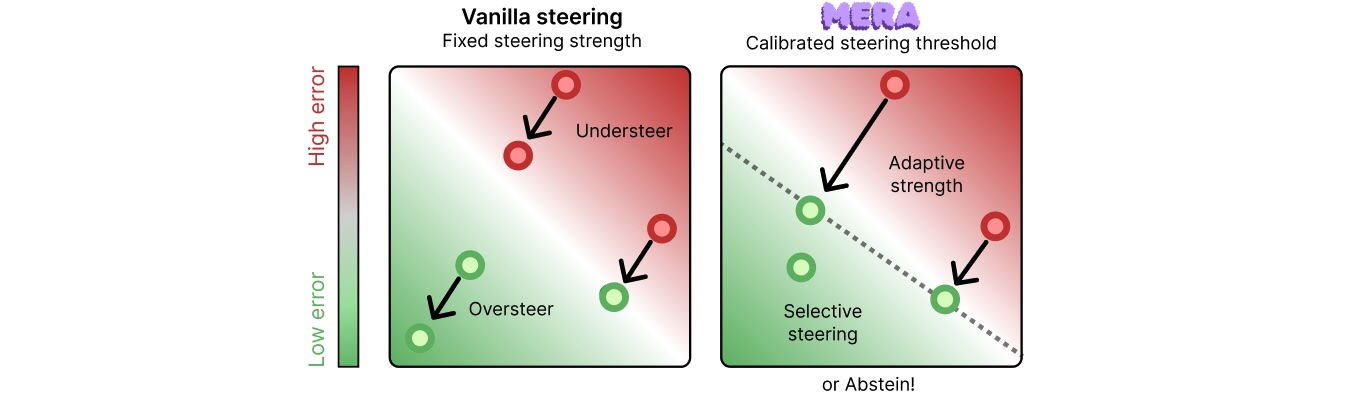 Vanilla steering
Fixed steering strength
MERA
Calibrated steering threshold
High error
Low error
Understeer
Oversteer
Adaptive
strength
Selective
steering
or Abstein!